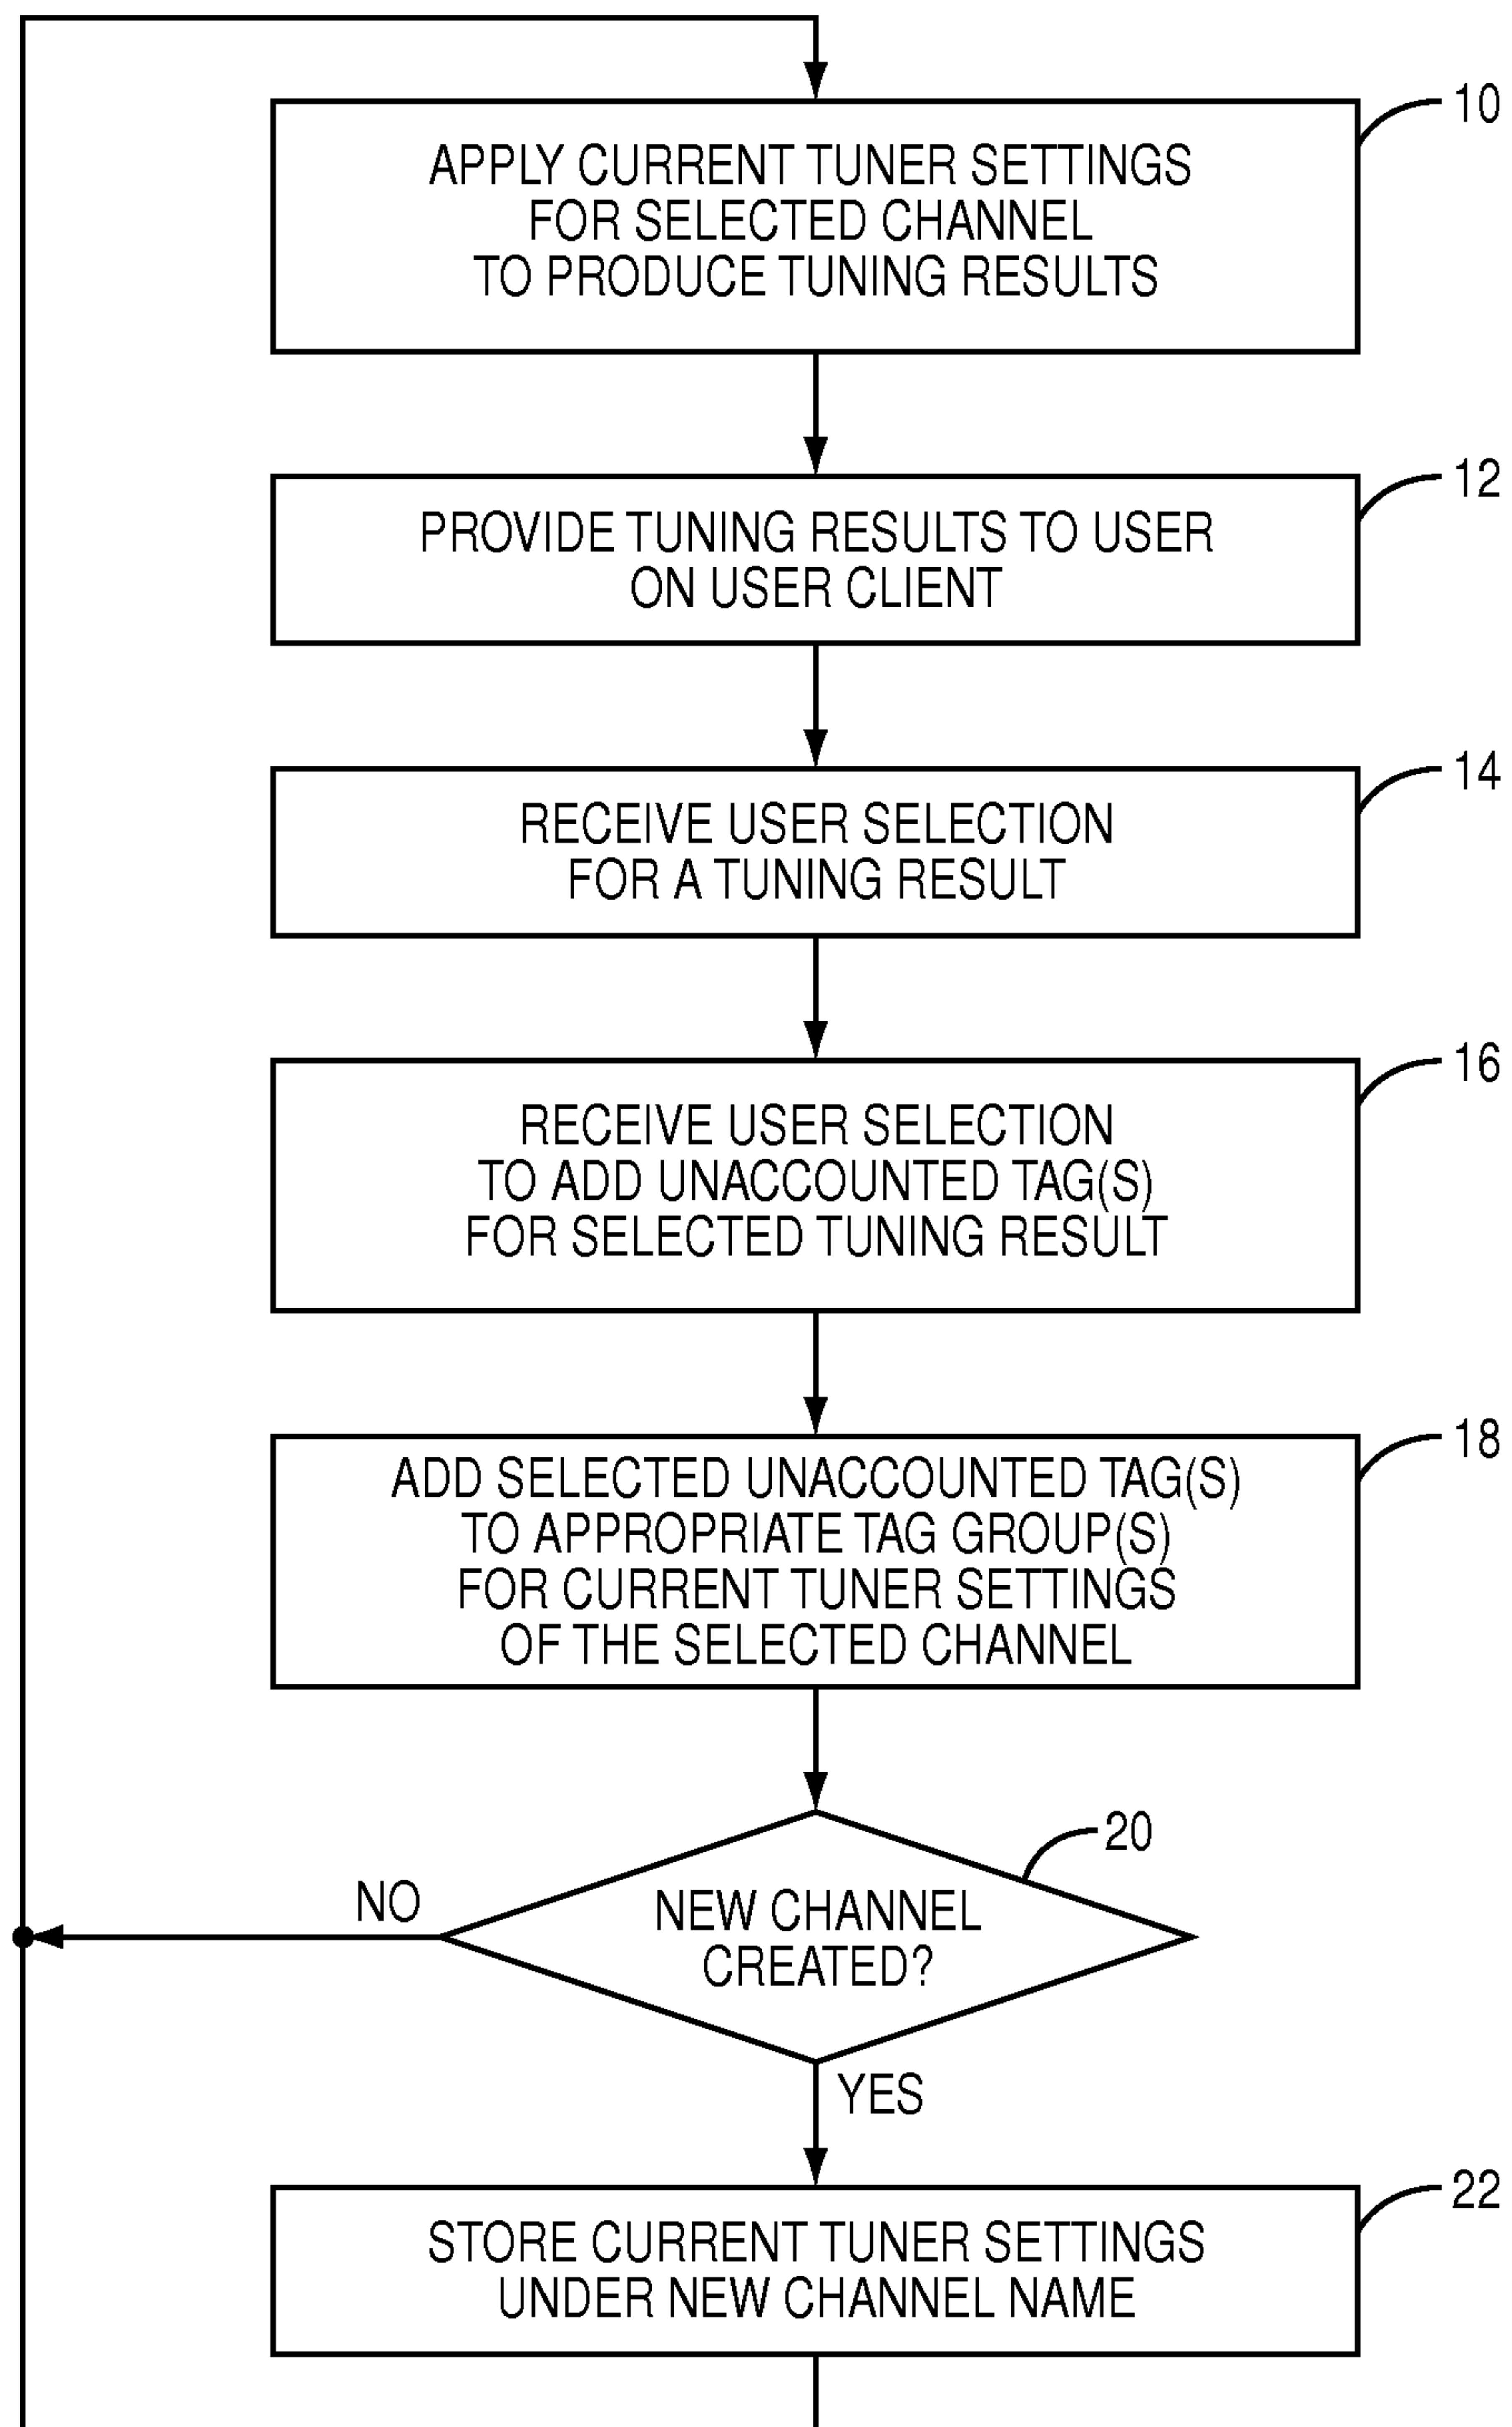 10
APPLY CURRENT TUNER SETTINGS
FOR SELECTED CHANNEL
TO PRODUCE TUNING RESULTS
12
PROVIDE TUNING RESULTS TO USER
ON USER CLIENT
14
RECEIVE USER SELECTION
FOR A TUNING RESULT
16
RECEIVE USER SELECTION
TO ADD UNACCOUNTED TAG(S)
FOR SELECTED TUNING RESULT
18
ADD SELECTED UNACCOUNTED TAG(S)
TO APPROPRIATE TAG GROUP(S)
FOR CURRENT TUNER SETTINGS
OF THE SELECTED CHANNEL
20
NO
NEW CHANNEL
CREATED?
YES
22
STORE CURRENT TUNER SETTINGS
UNDER NEW CHANNEL NAME